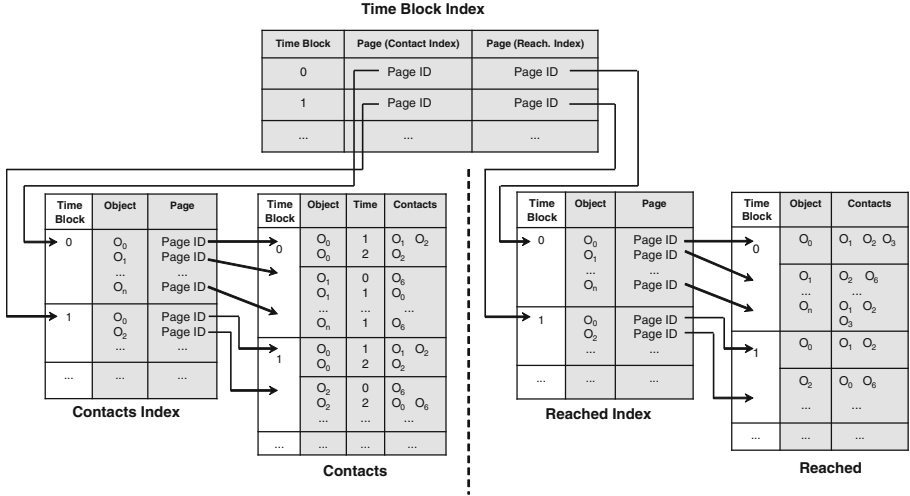 Time Block Index
Time Block Page (Contact Index) Page (Reach. Index)
0 Page ID Page ID
1 Page ID Page ID
... ... ...
Time Block Object Page
0 O0 Page ID
O1 Page ID
... ...
On Page ID
1 O0 Page ID
O2 Page ID
... ...
... ... ...
Contacts Index
Time Block Object Time Contacts
0 O0 1 O1 O2
O0 2 O2
O1 0 O6
O1 1 O0
... ... ...
On 1 O6
1 O0 1 O1 O2
O0 2 O2
O2 0 O6
O2 2 O0 O6
... ... ...
... ... ... ...
Contacts
Time Block Object Page
0 O0 Page ID
O1 Page ID
... ...
On Page ID
1 O0 Page ID
O2 Page ID
... ...
... ... ...
Reached Index
Time Block Object Contacts
0 O0 O1 O2 O3
O1 O2 O6
... ...
On O1 O2
O3
1 O0 O1 O2
O2 O0 O6
... ...
... ... ...
Reached